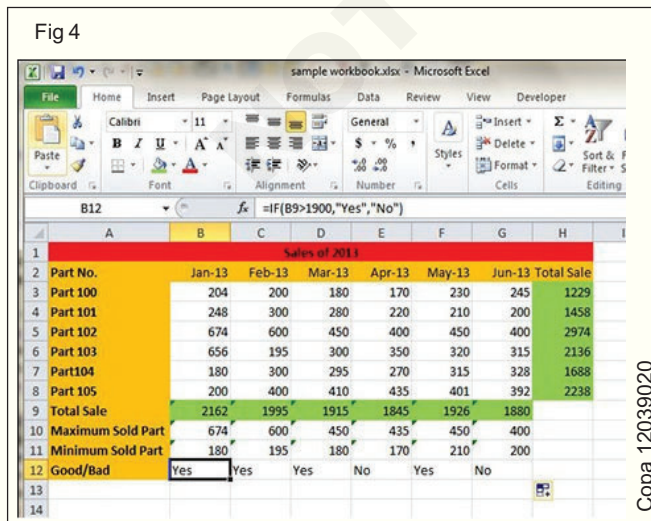 Fig 4
sample workbook.xlsx - Microsoft Excel
File Home Insert Page Layout Formulas Data Review View Developer
Calibri 11 General Insert
B I U A A $ % , Styles Delete
Paste Format Sort & Filter
Clipboard Font Alignment Number Cells Editing
B12 fx =IF(B9>1900,"Yes","No")
A B C D E F G H
1 Sales of 2013
2 Part No. Jan-13 Feb-13 Mar-13 Apr-13 May-13 Jun-13 Total Sale
3 Part 100 204 200 180 170 230 245 1229
4 Part 101 248 300 280 220 210 200 1458
5 Part 102 674 600 450 400 450 400 2974
6 Part 103 656 195 300 350 320 315 2136
7 Part104 180 300 295 270 315 328 1688
8 Part 105 200 400 410 435 401 392 2238
9 Total Sale 2162 1995 1915 1845 1926 1880
10 Maximum Sold Part 674 600 450 435 450 400
11 Minimum Sold Part 180 195 180 170 210 200
12 Good/Bad Yes Yes Yes No Yes No
13
14
Copa 12039020